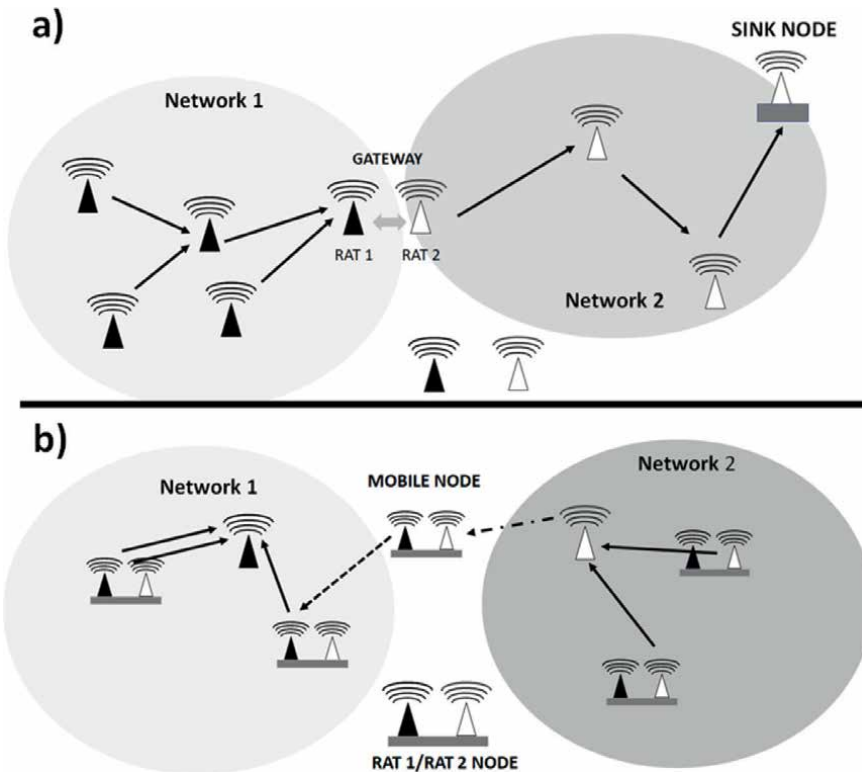 a)
SINK NODE
Network 1
GATEWAY
RAT 1
RAT 2
Network 2
b)
Network 1
MOBILE NODE
Network 2
RAT 1/RAT 2 NODE